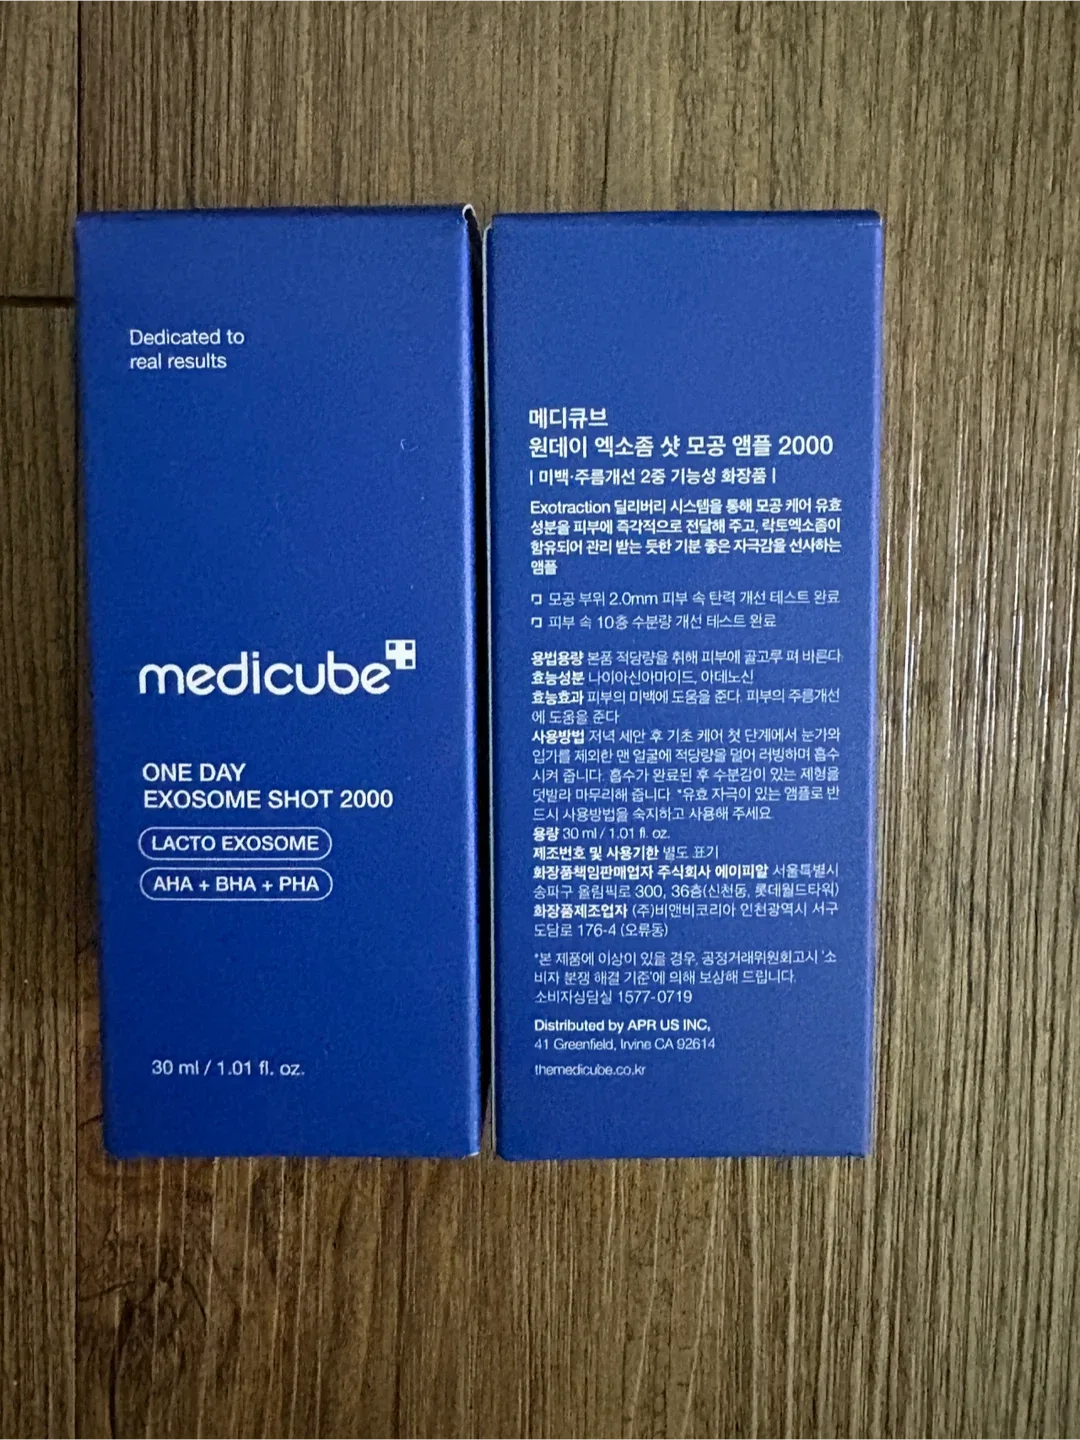 Dedicated to
real results
medicube
ONE DAY
EXOSOME SHOT 2000
LACTO EXOSOME
AHA + BHA + PHA
30 ml / 1.01 fl. oz.
메디큐브
원데이 엑소좀 샷 모공 앰플 2000
| 미백·주름개선 2중 기능성 화장품 |
Exotraction 딜리버리 시스템을 통해 모공 케어 유효
성분을 피부에 즉각적으로 전달해 주고, 락토엑소좀이
함유되어 관리 받는 듯한 기분 좋은 자극감을 선사하는
앰플
모공 부위 2.0mm 피부 속 탄력 개선 테스트 완료
피부 속 10층 수분량 개선 테스트 완료
용법용량 본품 적당량을 취해 피부에 골고루 펴 바른다
효능성분 나이아신아마이드, 아데노신
효능효과 피부의 미백에 도움을 준다. 피부의 주름개선
에 도움을 준다
사용방법 저녁 세안 후 기초 케어 첫 단계에서 눈가와
입가를 제외한 맨 얼굴에 적당량을 덜어 러빙하며 흡수
시켜 줍니다. 흡수가 완료된 후 수분감이 있는 제형을
덧발라 마무리해 줍니다. *유효 자극이 있는 앰플로 반
드시 사용방법을 숙지하고 사용해 주세요.
용량 30 ml / 1.01 fl. oz.
제조번호 및 사용기한 별도 표기
화장품책임판매업자 주식회사 에이피알 서울특별시
송파구 올림픽로 300, 36층(신천동, 롯데월드타워)
화장품제조업자 (주)비앤비코리아 인천광역시 서구
도담로 176-4 (오류동)
*본 제품에 이상이 있을 경우, 공정거래위원회고시 '소
비자 분쟁 해결 기준'에 의해 보상해 드립니다.
소비자상담실 1577-0719
Distributed by APR US INC,
41 Greenfield, Irvine CA 92614
themedicube.co.kr